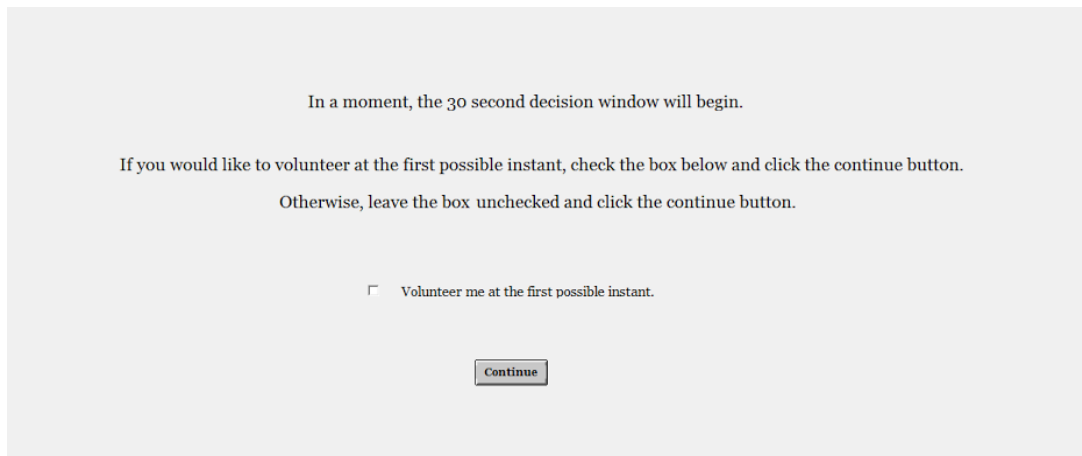 In a moment, the 30 second decision window will begin.
If you would like to volunteer at the first possible instant, check the box below and click the continue button.
Otherwise, leave the box unchecked and click the continue button.
Volunteer me at the first possible instant.
Continue